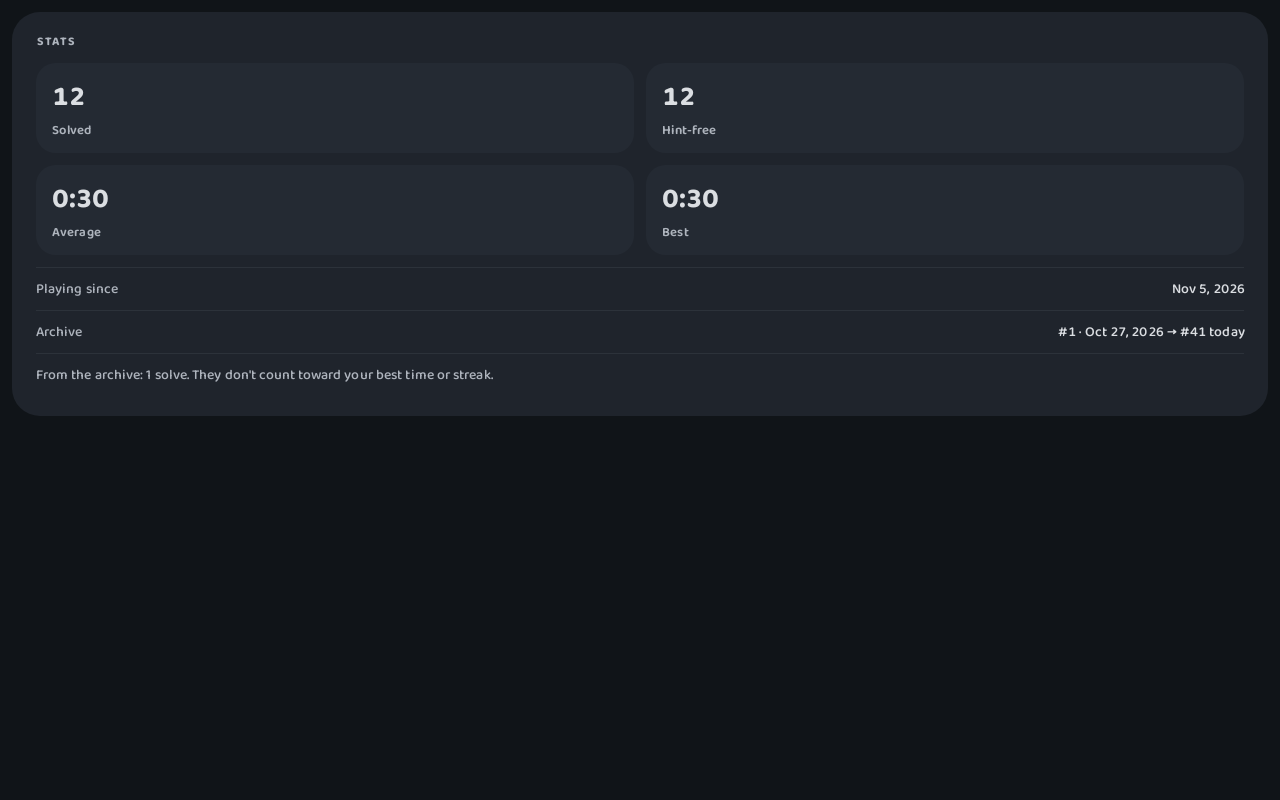 STATS
12
Solved
12
Hint-free
0:30
Average
0:30
Best
Playing since
Nov 5, 2026
Archive
#1 · Oct 27, 2026 → #41 today
From the archive: 1 solve. They don't count toward your best time or streak.